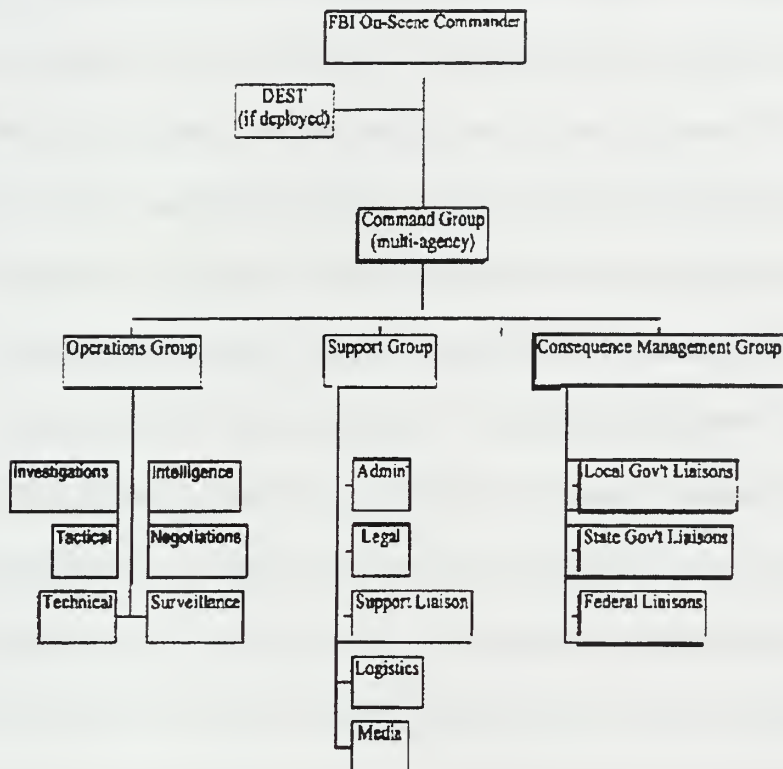 FBI On-Scene Commander
DEST
(if deployed)
Command Group
(multi-agency)
Operations Group
Support Group
Consequence Management Group
Investigations
Intelligence
Tactical
Negotiations
Technical
Surveillance
Admin
Legal
Support Liaison
Logistics
Media
Local Gov't Liaisons
State Gov't Liaisons
Federal Liaisons